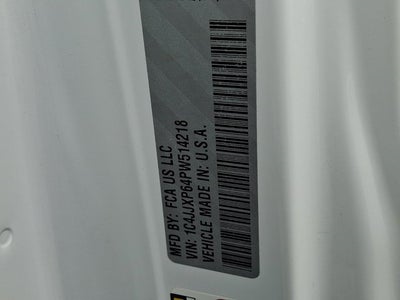 MFD BY: FCA US LLC
VIN: 1C4JJXP64PW514218
VEHICLE MADE IN: U.S.A.